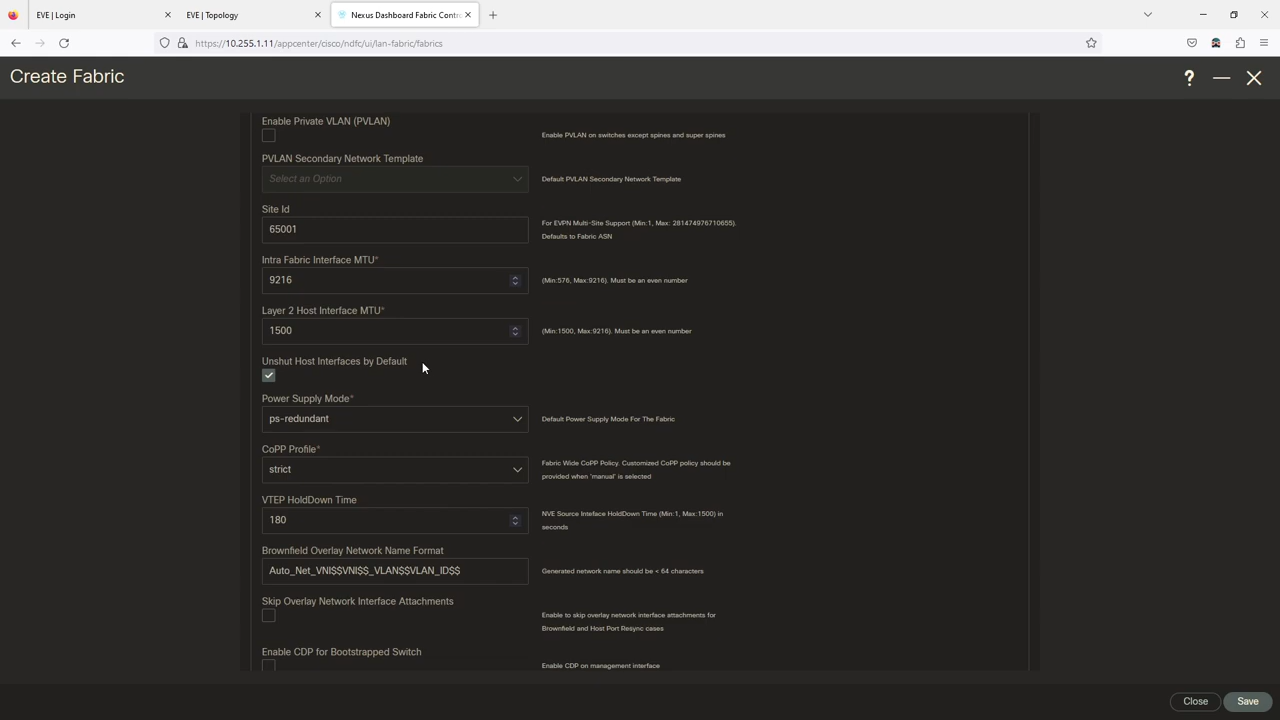 EVE | Login
EVE | Topology
Nexus Dashboard Fabric Contr
https://10.255.1.11/appcenter/cisco/ndfc/ui/lan-fabric/fabrics
Create Fabric
Enable Private VLAN (PVLAN)
Enable PVLAN on switches except spines and super spines
PVLAN Secondary Network Template
Select an Option
Default PVLAN Secondary Network Template
Site Id
65001
For EVPN Multi-Site Support (Min:1, Max: 281474976710655).
Defaults to Fabric ASN
Intra Fabric Interface MTU*
9216
(Min:576, Max:9216). Must be an even number
Layer 2 Host Interface MTU*
1500
(Min:1500, Max:9216). Must be an even number
Unshut Host Interfaces by Default
Power Supply Mode*
ps-redundant
Default Power Supply Mode For The Fabric
CoPP Profile*
strict
Fabric Wide CoPP Policy. Customized CoPP policy should be
provided when 'manual' is selected
VTEP HoldDown Time
180
NVE Source Inteface HoldDown Time (Min:1, Max:1500) in
seconds
Brownfield Overlay Network Name Format
Auto_Net_VNI$$VNI$$_VLAN$$VLAN_ID$$
Generated network name should be < 64 characters
Skip Overlay Network Interface Attachments
Enable to skip overlay network interface attachments for
Brownfield and Host Port Resync cases
Enable CDP for Bootstrapped Switch
Enable CDP on management interface
Close
Save